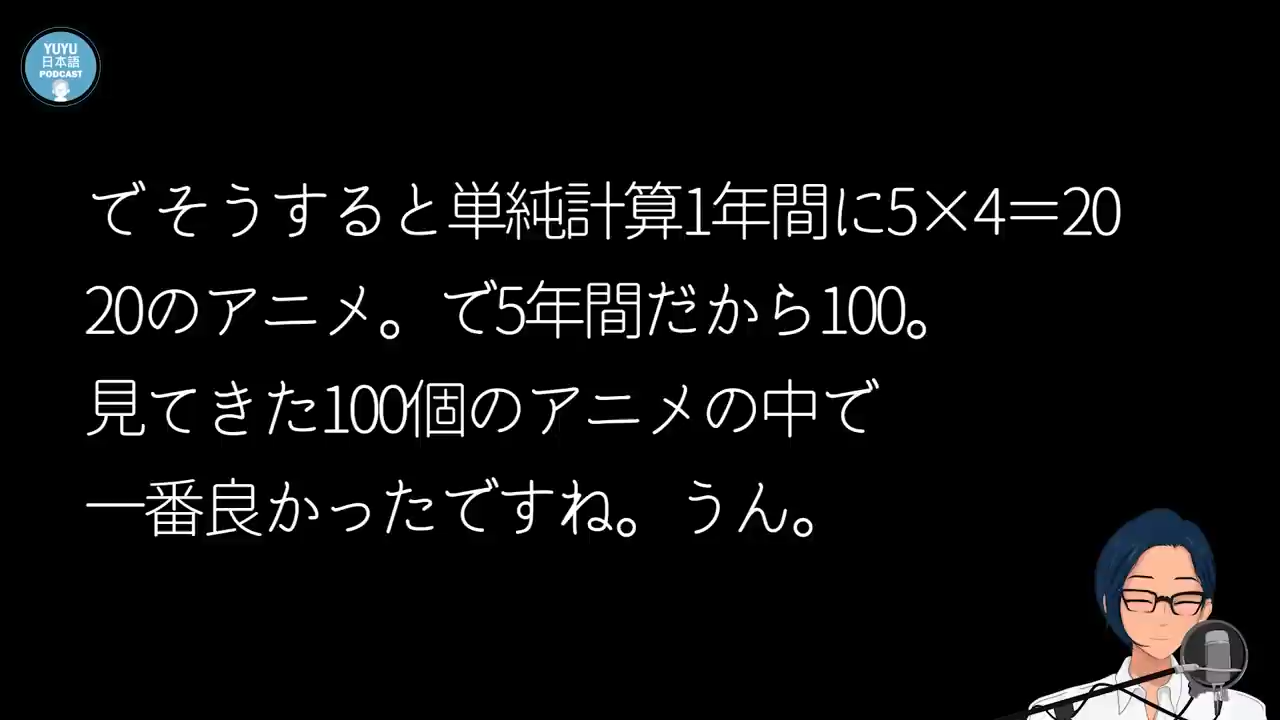 YUYU
日本語
PODCAST
でそうすると単純計算1年間に5×4＝20
20のアニメ。で5年間だから100。
見てきた100個のアニメの中で
一番良かったですね。うん。